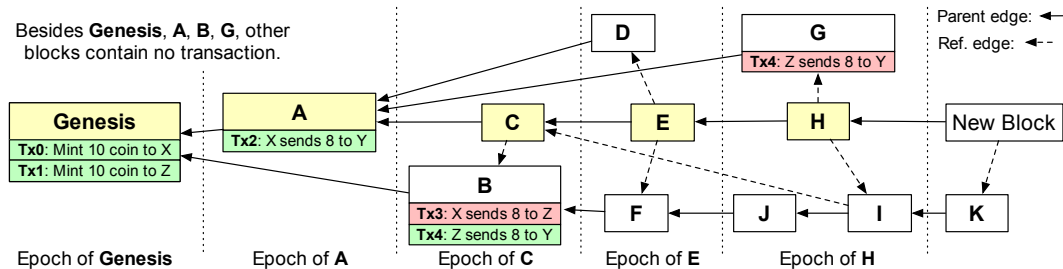 Besides Genesis, A, B, G, other
blocks contain no transaction.
Parent edge:
Ref. edge:
D
G
Tx4: Z sends 8 to Y
Genesis
Tx0: Mint 10 coin to X
Tx1: Mint 10 coin to Z
A
Tx2: X sends 8 to Y
C
E
H
New Block
B
Tx3: X sends 8 to Z
Tx4: Z sends 8 to Y
F
J
I
K
Epoch of Genesis
Epoch of A
Epoch of C
Epoch of E
Epoch of H